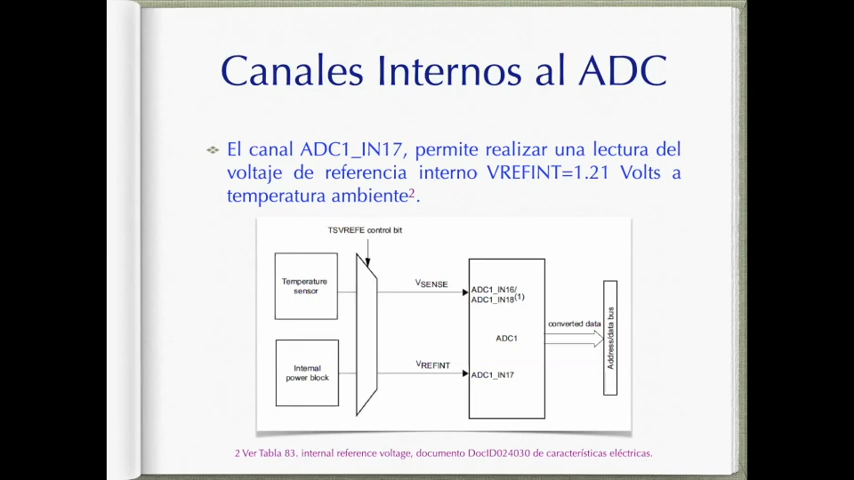 Canales Internos al ADC
El canal ADC1_IN17, permite realizar una lectura del
voltaje de referencia interno VREFINT=1.21 Volts a
temperatura ambiente2.
TSVREFE control bit
Temperature
sensor
VSENSE
ADC1_IN16/
ADC1_IN18(1)
converted data
ADC1
Address/data bus
Internal
power block
VREFINT
ADC1_IN17
2 Ver Tabla 83. internal reference voltage, documento DocID024030 de características eléctricas.